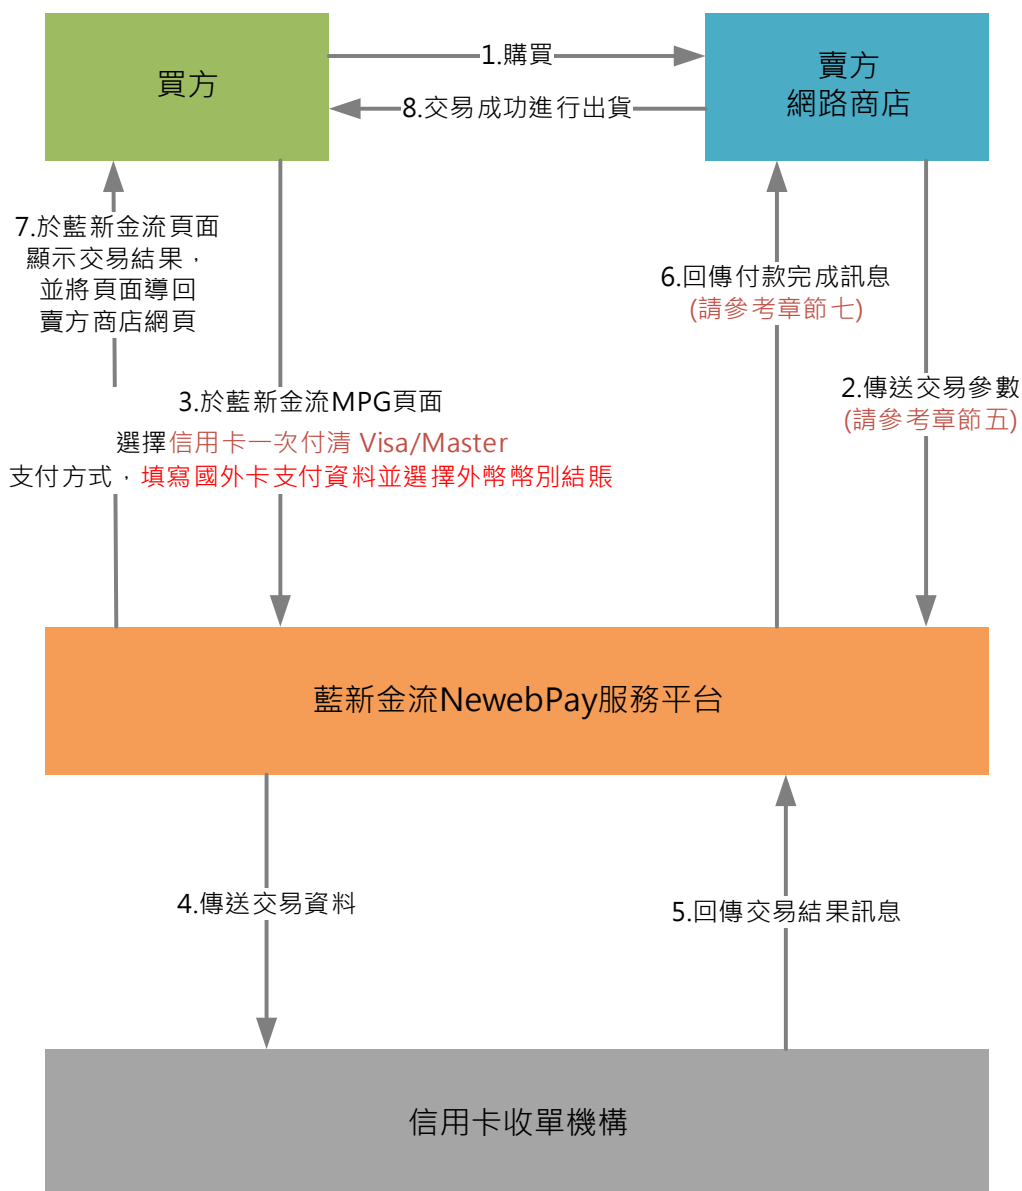 買方
1.購買
賣方
網路商店
8.交易成功進行出貨
7.於藍新金流頁面
顯示交易結果，
並將頁面導回
賣方商店網頁
6.回傳付款完成訊息
(請參考章節七)
2.傳送交易參數
(請參考章節五)
3.於藍新金流MPG頁面
選擇信用卡一次付清 Visa/Master
支付方式，填寫國外卡支付資料並選擇外幣幣別結賬
藍新金流NewebPay服務平台
4.傳送交易資料
5.回傳交易結果訊息
信用卡收單機構